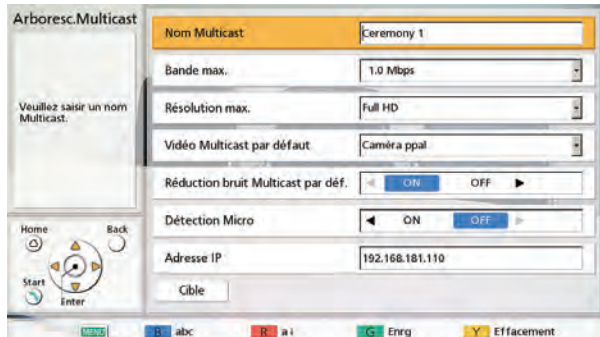 Arboresc.Multicast
Veuillez saisir un nom
Multicast.
Nom Multicast Ceremony 1
Bande max. 1.0 Mbps
Résolution max. Full HD
Vidéo Multicast par défaut Caméra ppal
Réduction bruit Multicast par déf. ON OFF
Détection Micro ON OFF
Adresse IP 192.168.181.110
Cible
Home Back
Start
Enter
MENU B abc R a i G Enrg Y Effacement